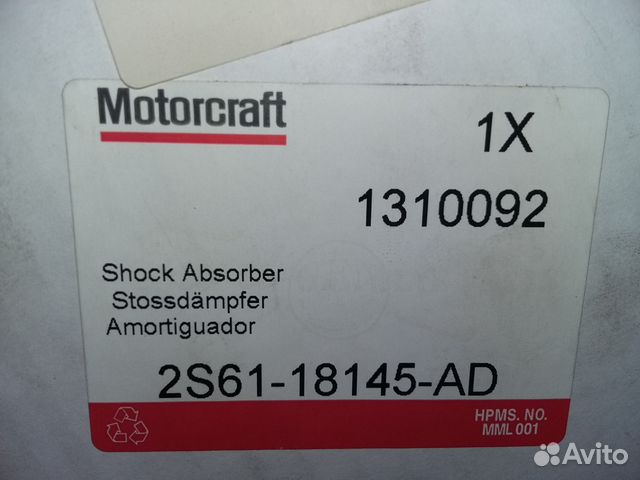 Motorcraft
1X
1310092
Shock Absorber
Stossdämpfer
Amortiguador
2S61-18145-AD
HPMS. NO.
MML 001
Avito